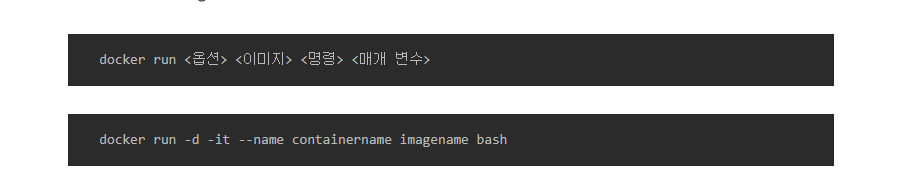 docker run <옵션> <이미지> <명령> <매개 변수>
docker run -d -it --name containername imagename bash